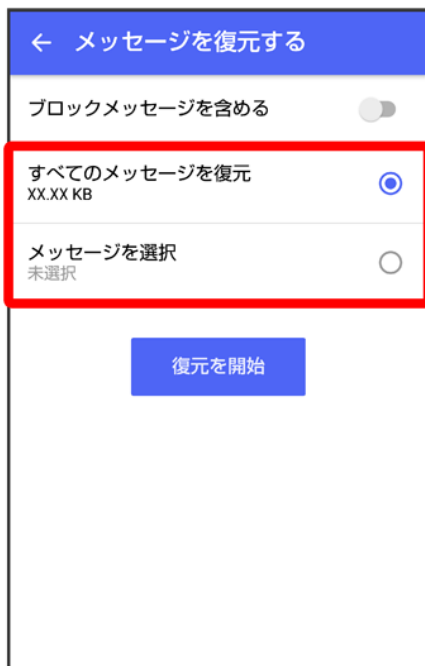 メッセージを復元する
ブロックメッセージを含める
すべてのメッセージを復元
XX.XX KB
メッセージを選択
未選択
復元を開始